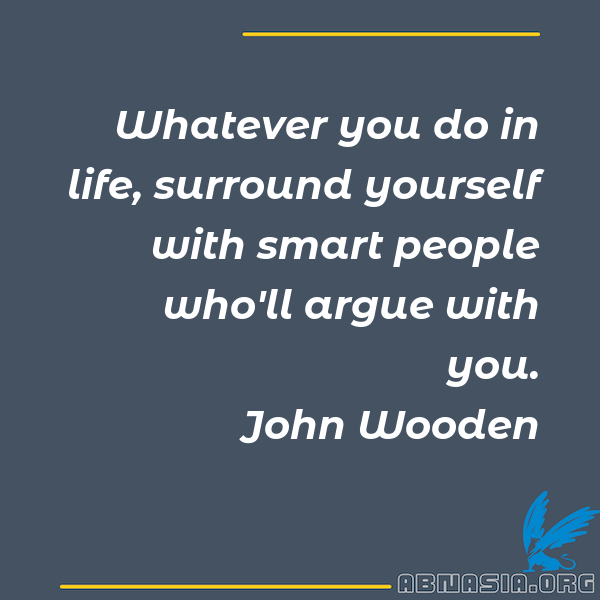 Whatever you do in
life, surround yourself
with smart people
who'll argue with
you.
John Wooden
ABNASIA.ORG